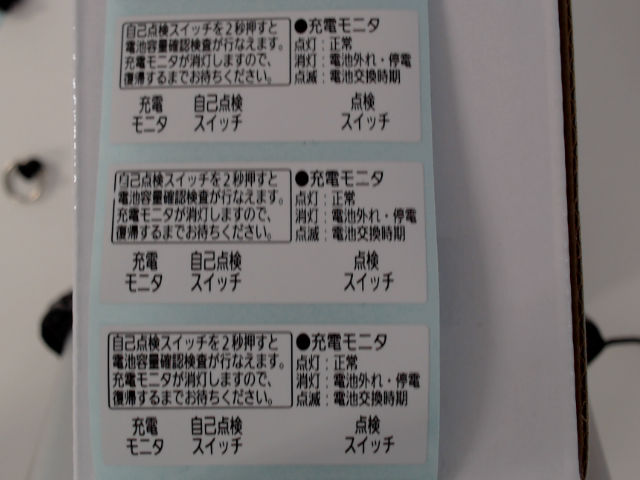 自己点検スイッチを2秒押すと
電池容量確認検査が行なえます。
充電モニタが消灯しますので、
復帰するまでお待ちください。
●充電モニタ
点灯：正常
消灯：電池外れ・停電
点滅：電池交換時期
充電
モニタ
自己点検
スイッチ
点検
スイッチ
自己点検スイッチを2秒押すと
電池容量確認検査が行なえます。
充電モニタが消灯しますので、
復帰するまでお待ちください。
●充電モニタ
点灯：正常
消灯：電池外れ・停電
点滅：電池交換時期
充電
モニタ
自己点検
スイッチ
点検
スイッチ
自己点検スイッチを2秒押すと
電池容量確認検査が行なえます。
充電モニタが消灯しますので、
復帰するまでお待ちください。
●充電モニタ
点灯：正常
消灯：電池外れ・停電
点滅：電池交換時期
充電
モニタ
自己点検
スイッチ
点検
スイッチ